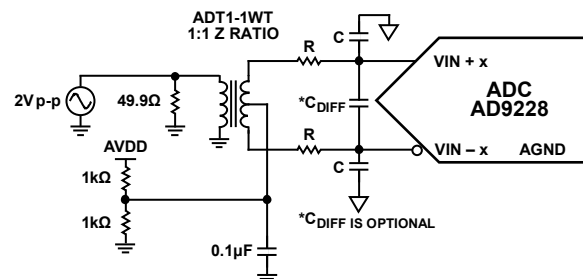 ADT1-1WT
1:1 Z RATIO
C
R
VIN + x
2V p-p
49.9Ω
*CDIFF
ADC
AD9228
R
VIN – x
AGND
AVDD
C
1kΩ
1kΩ
*CDIFF IS OPTIONAL
0.1µF